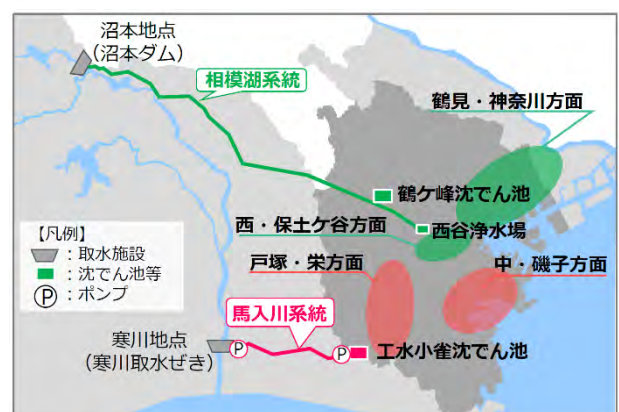 沼本地点
（沼本ダム）
相模湖系統
鶴見・神奈川方面
鶴ケ峰沈でん池
西・保土ケ谷方面
西谷浄水場
【凡例】
：取水施設
：沈でん池等
Ⓟ：ポンプ
戸塚・栄方面
中・磯子方面
馬入川系統
寒川地点
（寒川取水ぜき）
P
P
工水小雀沈でん池